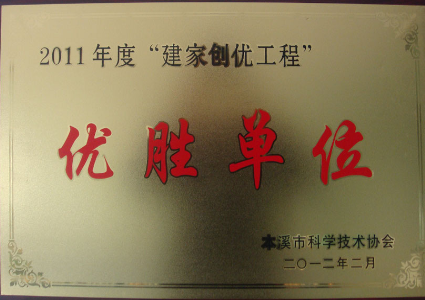 2011年度“建家创优工程”
优胜单位
本溪市科学技术协会
二〇一二年二月